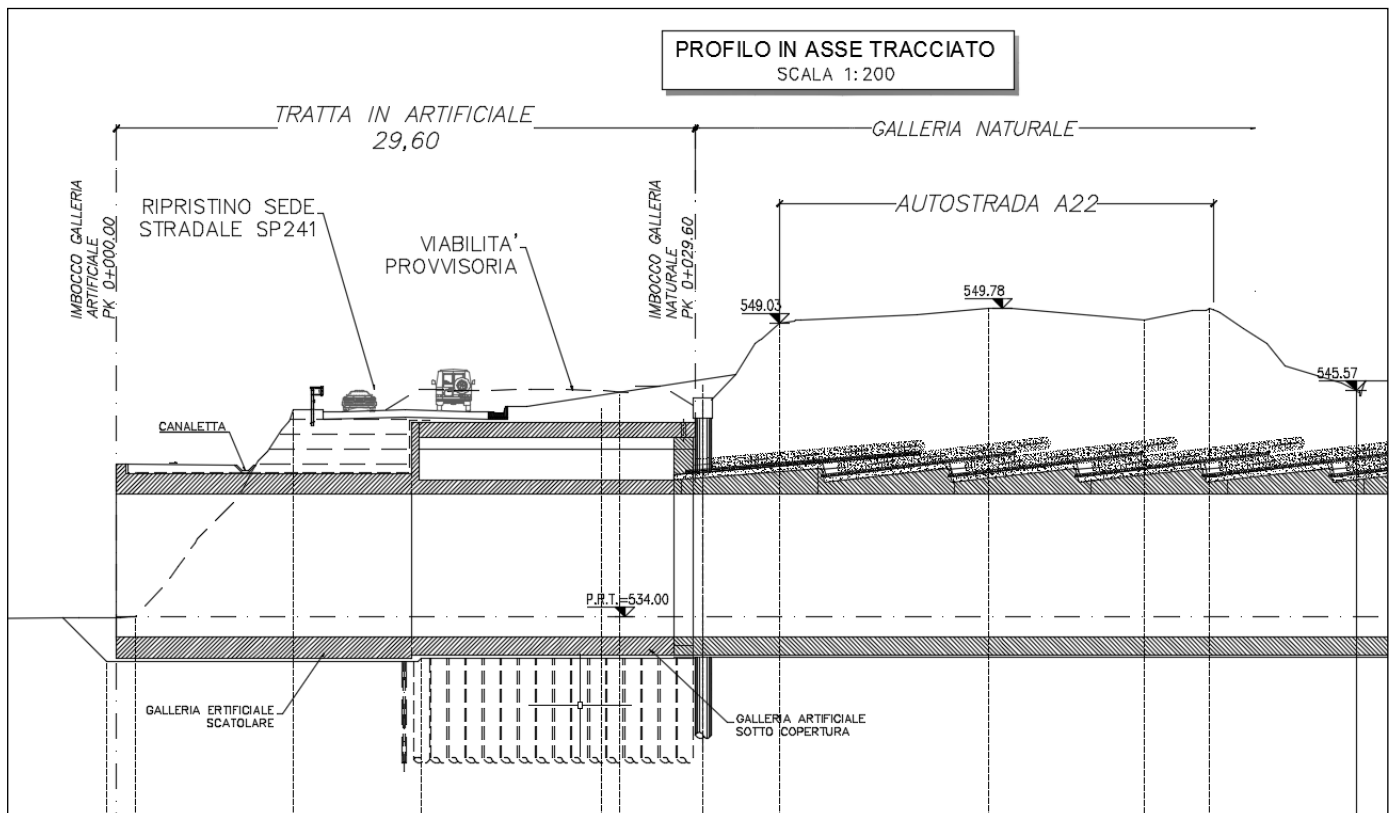 PROFILO IN ASSE TRACCIATO
SCALA 1:200
TRATTA IN ARTIFICIALE
29,60
GALLERIA NATURALE
IMBOCCO GALLERIA
ARTIFICIALE
PK 0+000.00
RIPRISTINO SEDE
STRADALE SP241
VIABILITA'
PROVVISORIA
IMBOCCO GALLERIA
NATURALE
PK 0+029.60
AUTOSTRADA A22
549.03
549.78
545.57
CANALETTA
P.R.T.=534.00
GALLERIA ERTIFICIALE
SCATOLARE
GALLERIA ARTIFICIALE
SOTTO COPERTURA